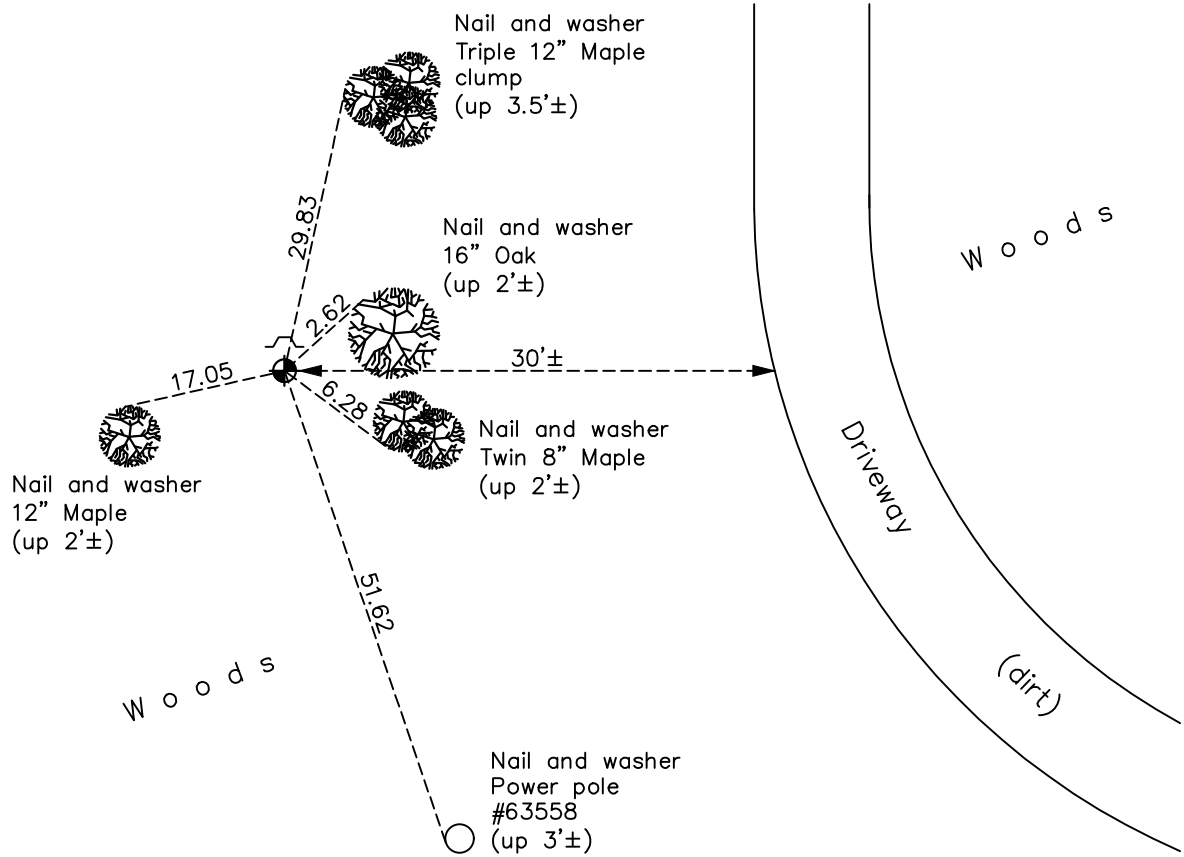 Nail and washer
Triple 12” Maple
clump
(up 3.5’±)
29.83
Nail and washer
16” Oak
(up 2’±)
W o o d s
2.62
30’±
17.05
6.28
Nail and washer
Twin 8” Maple
(up 2’±)
Driveway
Nail and washer
12” Maple
(up 2’±)
51.62
W o o d s
(dirt)
Nail and washer
Power pole
#63558
(up 3’±)